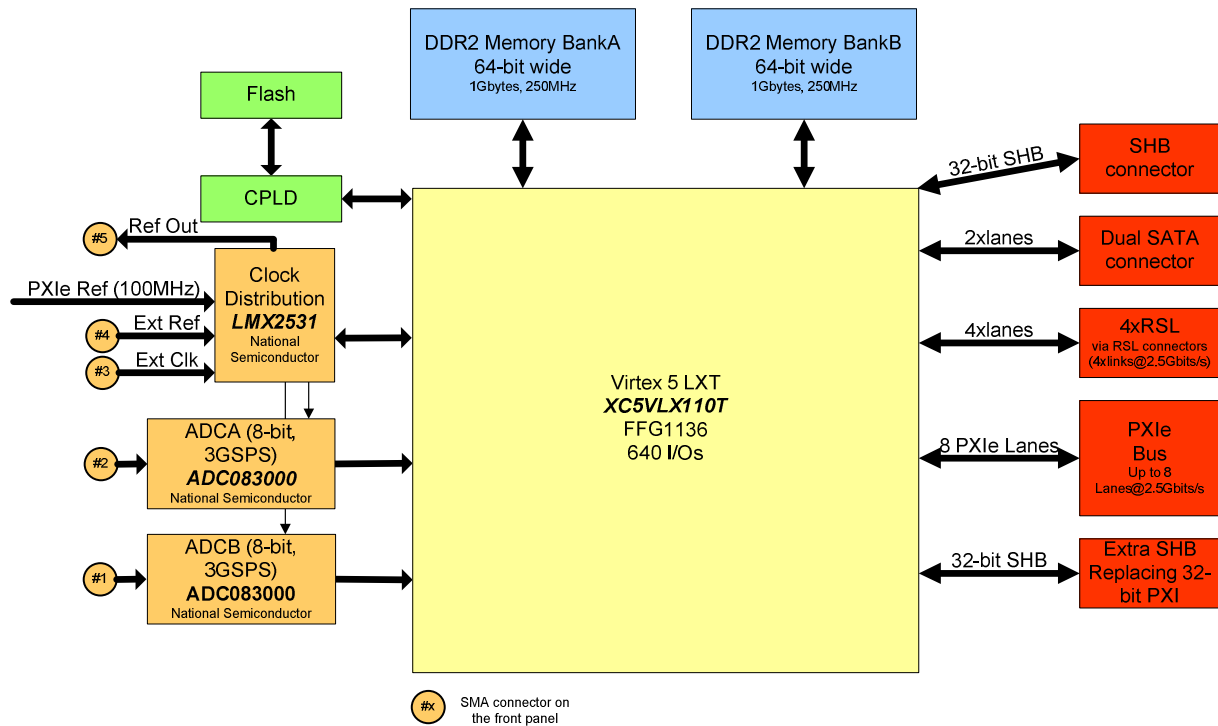 DDR2 Memory BankA
64-bit wide
1Gbytes, 250MHz
DDR2 Memory BankB
64-bit wide
1Gbytes, 250MHz
Flash
CPLD
#5
Ref Out
PXIe Ref (100MHz)
#4
Ext Ref
#3
Ext Clk
Clock
Distribution
LMX2531
National
Semiconductor
#2
ADCA (8-bit,
3GSPS)
ADC083000
National Semiconductor
#1
ADCB (8-bit,
3GSPS)
ADC083000
National Semiconductor
Virtex 5 LXT
XC5VLX110T
FFG1136
640 I/Os
32-bit SHB
SHB
connector
2xlanes
Dual SATA
connector
4xlanes
4xRSL
via RSL connectors
(4xlinks@2.5Gbits/s)
8 PXIe Lanes
PXIe
Bus
Up to 8
Lanes@2.5Gbits/s
32-bit SHB
Extra SHB
Replacing 32-
bit PXI
#x
SMA connector on
the front panel